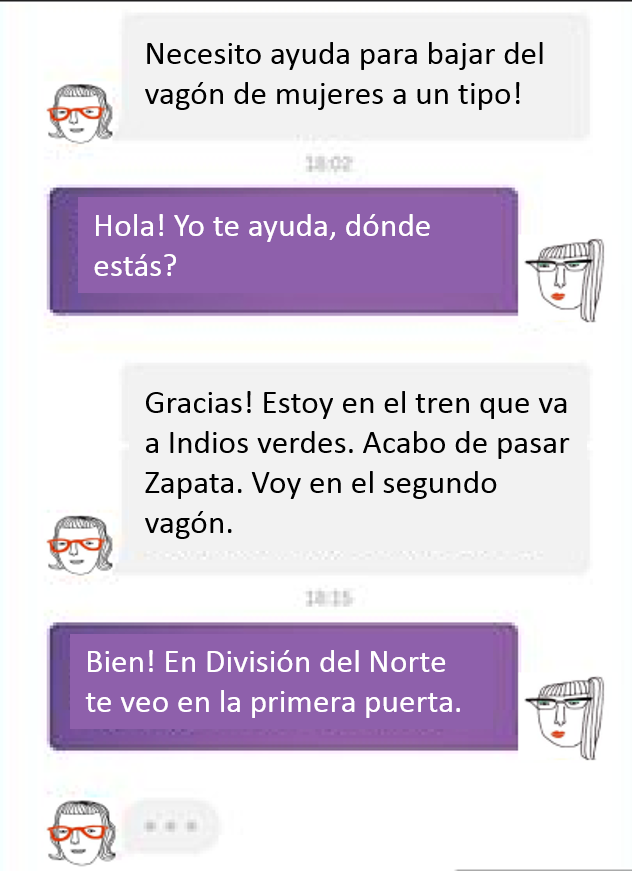 Necesito ayuda para bajar del
vagón de mujeres a un tipo!
18:02
Hola! Yo te ayuda, dónde
estás?
Gracias! Estoy en el tren que va
a Indios verdes. Acabo de pasar
Zapata. Voy en el segundo
vagón.
18:15
Bien! En División del Norte
te veo en la primera puerta.